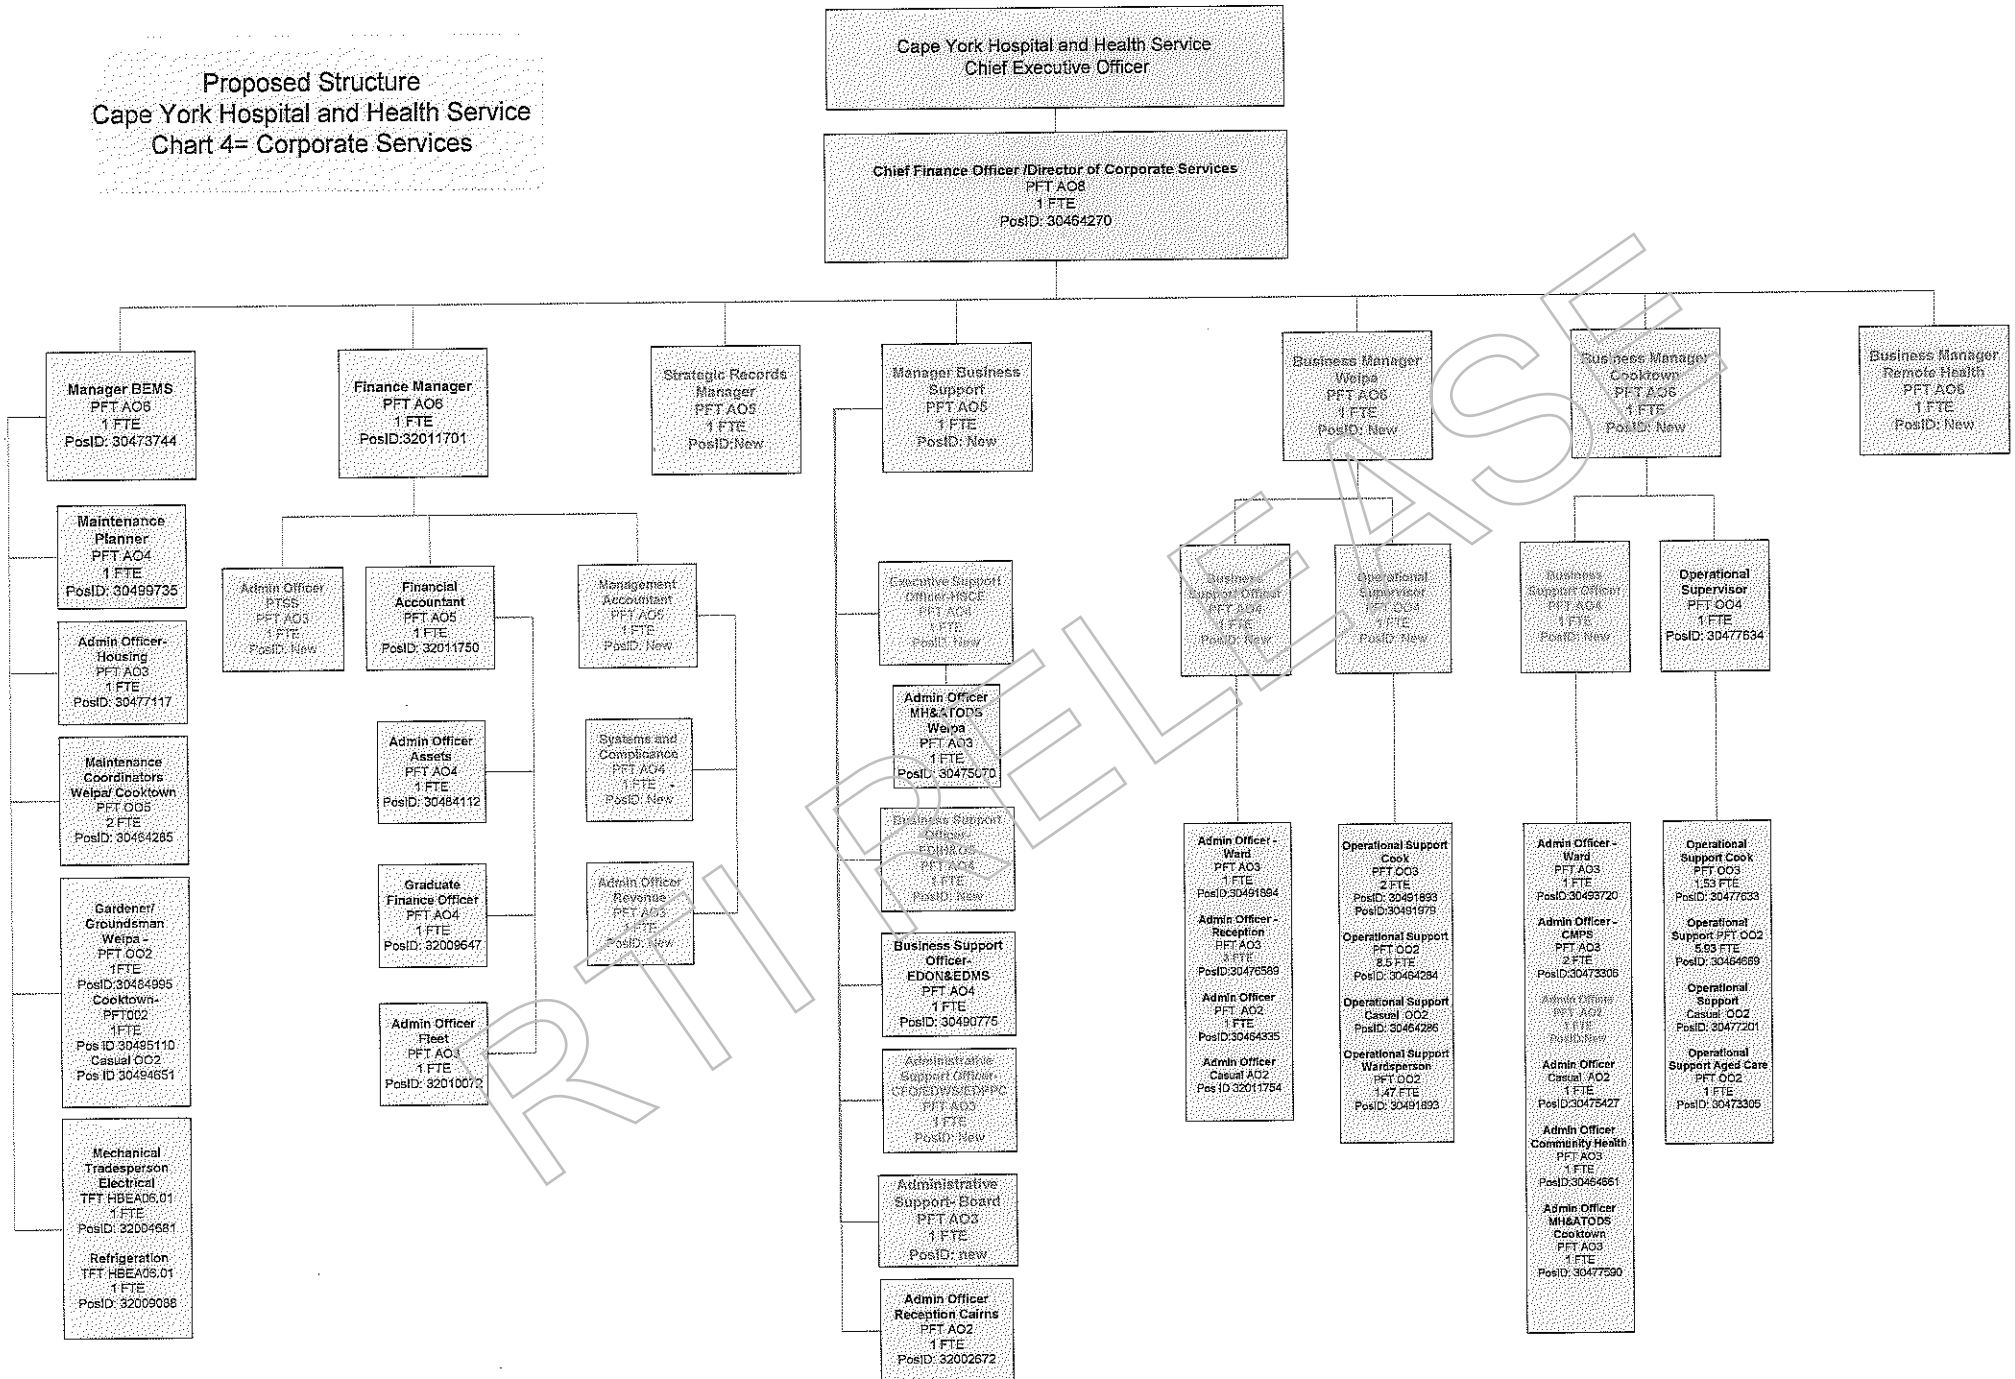 Proposed Structure
Cape York Hospital and Health Service
Chart 4= Corporate Services
Cape York Hospital and Health Service
Chief Executive Officer
Chief Finance Officer /Director of Corporate Services
PFT AO8
1 FTE
PosID: 30464270
Manager BEMS
PFT AO6
1 FTE
PosID: 30473744
Finance Manager
PFT AO6
1 FTE
PosID:32011701
Strategic Records
Manager
PFT AO5
1 FTE
PosID:New
Manager Business
Support
PFT AO5
1 FTE
PosID: New
Business Manager
Weipa
PFT AO6
1 FTE
PosID: New
Business Manager
Cooktown
PFT AO6
1 FTE
PosID: New
Business Manager
Remote Health
PFT AO6
1 FTE
PosID: New
Maintenance
Planner
PFT AO4
1 FTE
PosID: 30499735
Admin Officer-
Housing
PFT AO3
1 FTE
PosID: 30477117
Maintenance
Coordinators
Weipa/ Cooktown
PFT OO5
2 FTE
PosID: 30464285
Gardener/
Groundsman
Weipa -
PFT OO2
1FTE
PosID:30484995
Cooktown-
PFT002
1FTE
Pos ID 30495110
Casual OO2
Pos ID 30494651
Mechanical
Tradesperson
Electrical
TFT HBEA06.01
1 FTE
PosID: 32004681
Refrigeration
TFT HBEA06.01
1 FTE
PosID: 32009088
Admin Officer
PTSS
PFT AO3
1 FTE
PosID: New
Financial
Accountant
PFT AO5
1 FTE
PosID: 32011750
Management
Accountant
PFT AO5
1 FTE
PosID: New
Admin Officer
Assets
PFT AO4
1 FTE
PosID: 30484112
Graduate
Finance Officer
PFT AO4
1 FTE
PosID: 32009647
Admin Officer
Fleet
PFT AO3
1 FTE
PosID: 32010072
Systems and
Complicance
PFT AO4
1 FTE
PosID: New
Admin Officer
Revenue
PFT AO3
1 FTE
PosID: New
Executive Support
Officer-HSCE
PFT AO4
1 FTE
PosID: New
Admin Officer
MH&ATODS
Weipa
PFT AO3
1 FTE
PosID: 30475070
Business Support
Officer-
EDIH&OS
PFT AO4
1 FTE
PosID: New
Business Support
Officer-
EDON&EDMS
PFT AO4
1 FTE
PosID: 30490775
Administrative
Support Officer-
CFO/EDWS/EDPPC
PFT AO3
1 FTE
PosID: New
Administrative
Support- Board
PFT AO3
1 FTE
PosID: new
Admin Officer
Reception Cairns
PFT AO2
1 FTE
PosID: 32002672
Business
Support Officer
PFT AO4
1 FTE
PosID: New
Operational
Supervisor
PFT OO4
1 FTE
PosID: New
Business
Support Officer
PFT AO4
1 FTE
PosID: New
Operational
Supervisor
PFT OO4
1 FTE
PosID: 30477634
Admin Officer -
Ward
PFT AO3
1 FTE
PosID:30491894
Admin Officer -
Reception
PFT AO3
3 FTE
PosID:30476589
Admin Officer
PFT AO2
1 FTE
PosID:30464335
Admin Officer
Casual AO2
Pos ID 32011754
Operational Support
Cook
PFT OO3
2 FTE
PosID:30491893
PosID:30491979
Operational Support
PFT OO2
8.5 FTE
PosID:30464284
Operational Support
Casual OO2
PosID: 30464286
Operational Support
Wardsperson
PFT OO2
1.47 FTE
PosID:30491893
Admin Officer -
Ward
PFT AO3
1 FTE
PosID:30493720
Admin Officer -
CMPS
PFT AO3
2 FTE
PosID:30473306
Admin Officer
PFT AO2
1 FTE
PosID:New
Admin Officer
Casual AO2
1 FTE
PosID:30475427
Admin Officer
Community Health
PFT AO3
1 FTE
PosID:30464661
Admin Officer
MH&ATODS
Cooktown
PFT AO3
1 FTE
PosID: 30477590
Operational
Support Cook
PFT OO3
1.53 FTE
PosID: 30477633
Operational
Support PFT OO2
5.93 FTE
PosID: 30464669
Operational
Support
Casual OO2
PosID: 30477201
Operational
Support Aged Care
PFT OO2
1 FTE
PosID: 30473305
RTI RELEASE